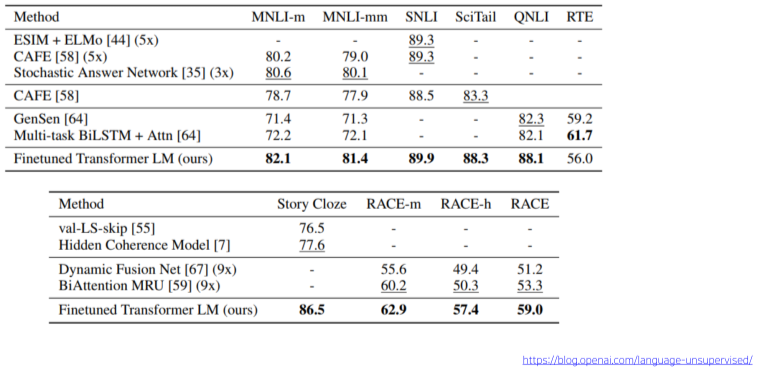 Method MNLI-m MNLI-mm SNLI SciTail QNLI RTE
ESIM + ELMo [44] (5x) - - 89.3 - - -
CAFE [58] (5x) 80.2 79.0 89.3 - - -
Stochastic Answer Network [35] (3x) 80.6 80.1 - - - -
CAFE [58] 78.7 77.9 88.5 83.3
GenSen [64] 71.4 71.3 - - 82.3 59.2
Multi-task BiLSTM + Attn [64] 72.2 72.1 - - 82.1 61.7
Finetuned Transformer LM (ours) 82.1 81.4 89.9 88.3 88.1 56.0
Method Story Cloze RACE-m RACE-h RACE
val-LS-skip [55] 76.5 - - -
Hidden Coherence Model [7] 77.6 - - -
Dynamic Fusion Net [67] (9x) - 55.6 49.4 51.2
BiAttention MRU [59] (9x) - 60.2 50.3 53.3
Finetuned Transformer LM (ours) 86.5 62.9 57.4 59.0
https://blog.openai.com/language-unsupervised/